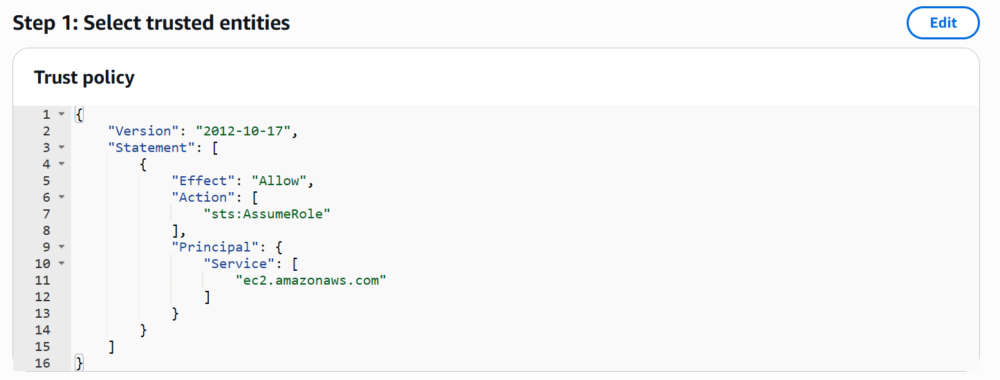 Step 1: Select trusted entities
Edit
Trust policy
1 {
2     "Version": "2012-10-17",
3     "Statement": [
4         {
5             "Effect": "Allow",
6             "Action": [
7                 "sts:AssumeRole"
8             ],
9             "Principal": {
10                 "Service": [
11                     "ec2.amazonaws.com"
12                 ]
13             }
14         }
15     ]
16 }